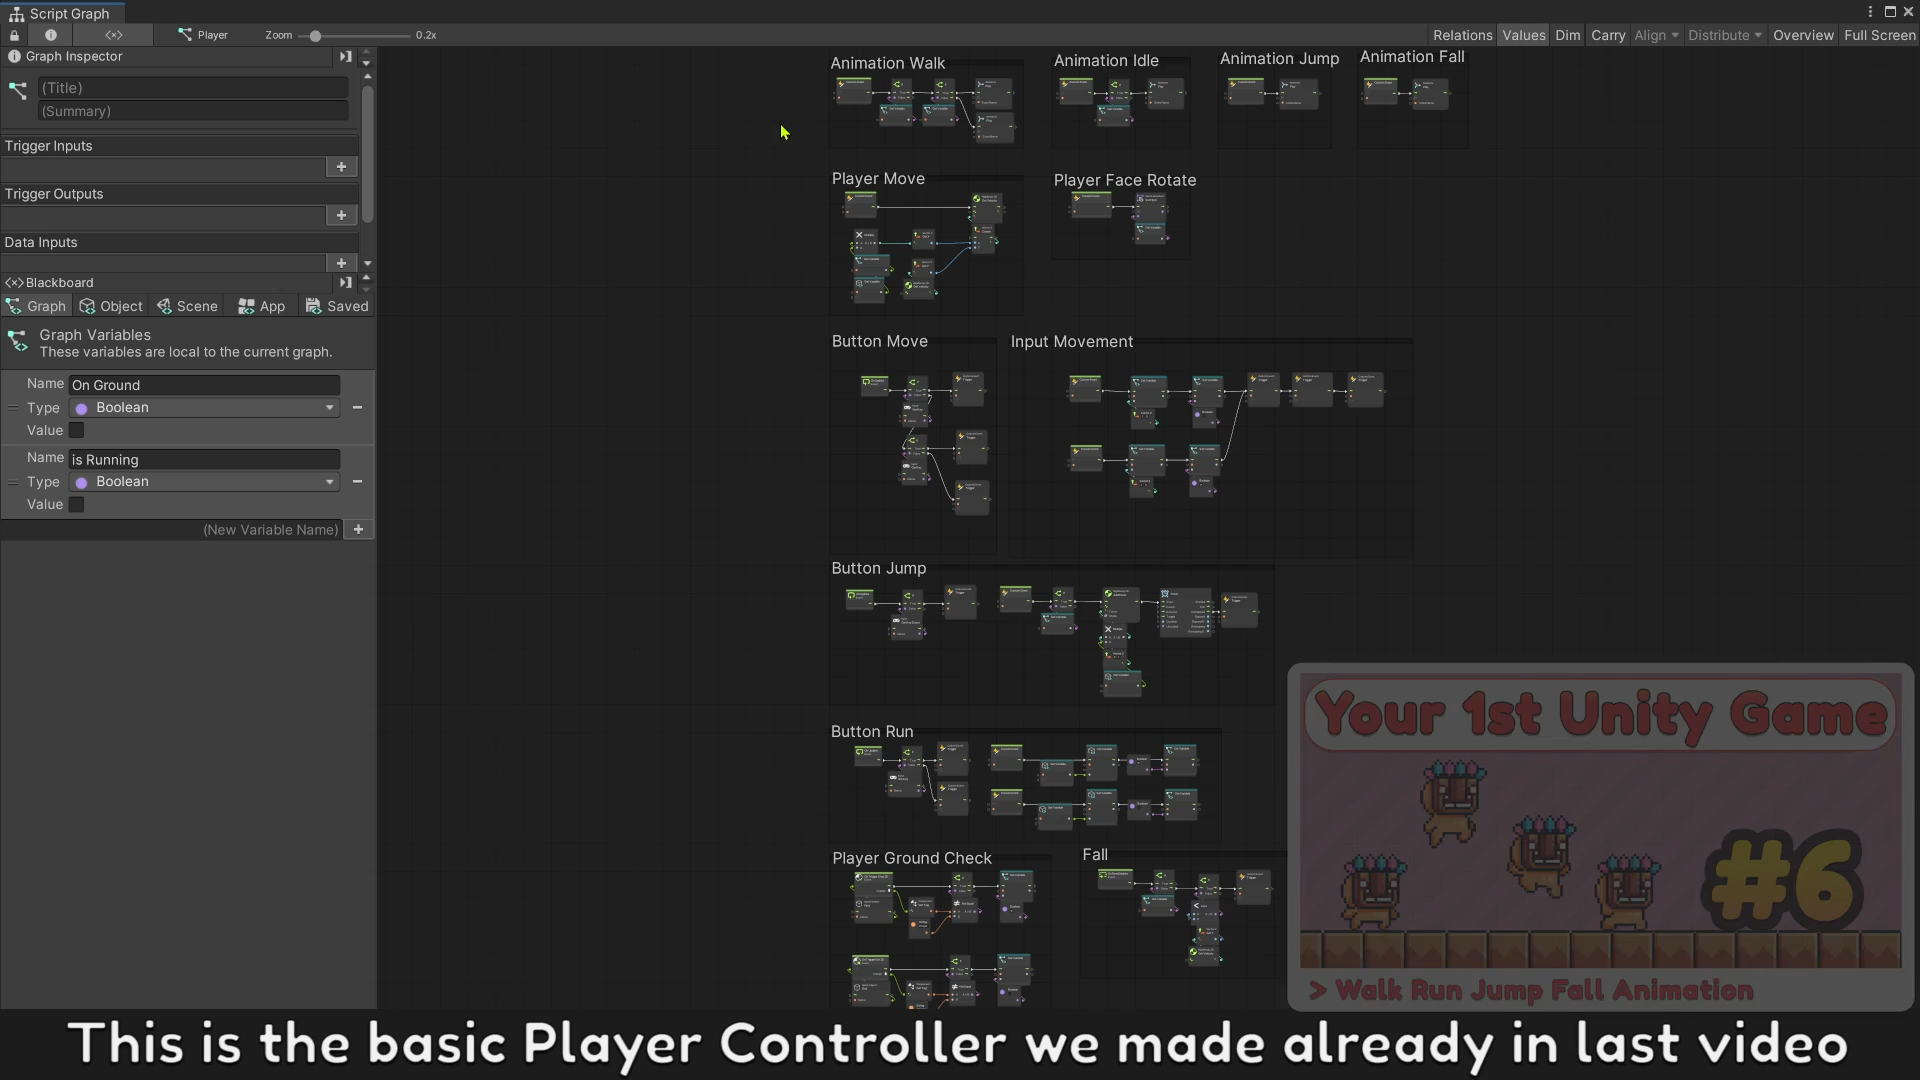 Script Graph
Player
Zoom
0.2x
Relations
Values
Dim
Carry
Align
Distribute
Overview
Full Screen
Graph Inspector
(Title)
(Summary)
Trigger Inputs
Trigger Outputs
Data Inputs
Blackboard
Graph
Object
Scene
App
Saved
Graph Variables
These variables are local to the current graph.
Name On Ground
Type Boolean
Value
Name is Running
Type Boolean
Value
(New Variable Name)
Animation Walk
Animation Idle
Animation Jump
Animation Fall
Player Move
Player Face Rotate
Button Move
Input Movement
Button Jump
Button Run
Player Ground Check
Fall
Your 1st Unity Game
#6
> Walk Run Jump Fall Animation
This is the basic Player Controller we made already in last video